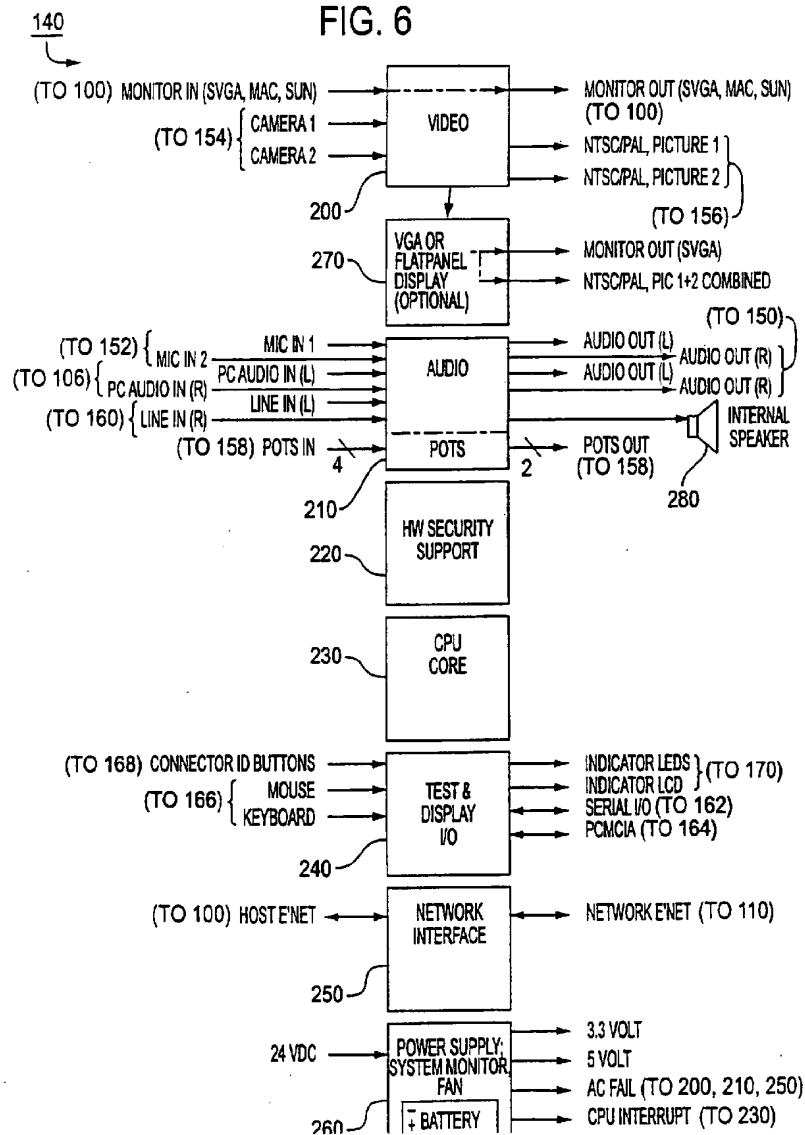 FIG. 6
140
(TO 100) MONITOR IN (SVGA, MAC, SUN)
(TO 154)
CAMERA 1
CAMERA 2
VIDEO
200
MONITOR OUT (SVGA, MAC, SUN)
(TO 100)
NTSC/PAL, PICTURE 1
NTSC/PAL, PICTURE 2
(TO 156)
270
VGA OR
FLATPANEL
DISPLAY
(OPTIONAL)
MONITOR OUT (SVGA)
NTSC/PAL, PIC 1+2 COMBINED
(TO 150)
(TO 152)
MIC IN 1
MIC IN 2
(TO 106)
PC AUDIO IN (L)
PC AUDIO IN (R)
LINE IN (L)
(TO 160)
LINE IN (R)
(TO 158) POTS IN
4
AUDIO
POTS
210
AUDIO OUT (L)
AUDIO OUT (R)
AUDIO OUT (L)
AUDIO OUT (R)
INTERNAL
SPEAKER
280
2
POTS OUT
(TO 158)
HW SECURITY
SUPPORT
220
CPU
CORE
230
(TO 168) CONNECTOR ID BUTTONS
(TO 166)
MOUSE
KEYBOARD
TEST &
DISPLAY
I/O
240
INDICATOR LEDS
INDICATOR LCD
(TO 170)
SERIAL I/O (TO 162)
PCMCIA (TO 164)
(TO 100) HOST E'NET
NETWORK
INTERFACE
250
NETWORK E'NET (TO 110)
24 VDC
POWER SUPPLY;
SYSTEM MONITOR,
FAN
BATTERY
260
3.3 VOLT
5 VOLT
AC FAIL (TO 200, 210, 250)
CPU INTERRUPT (TO 230)